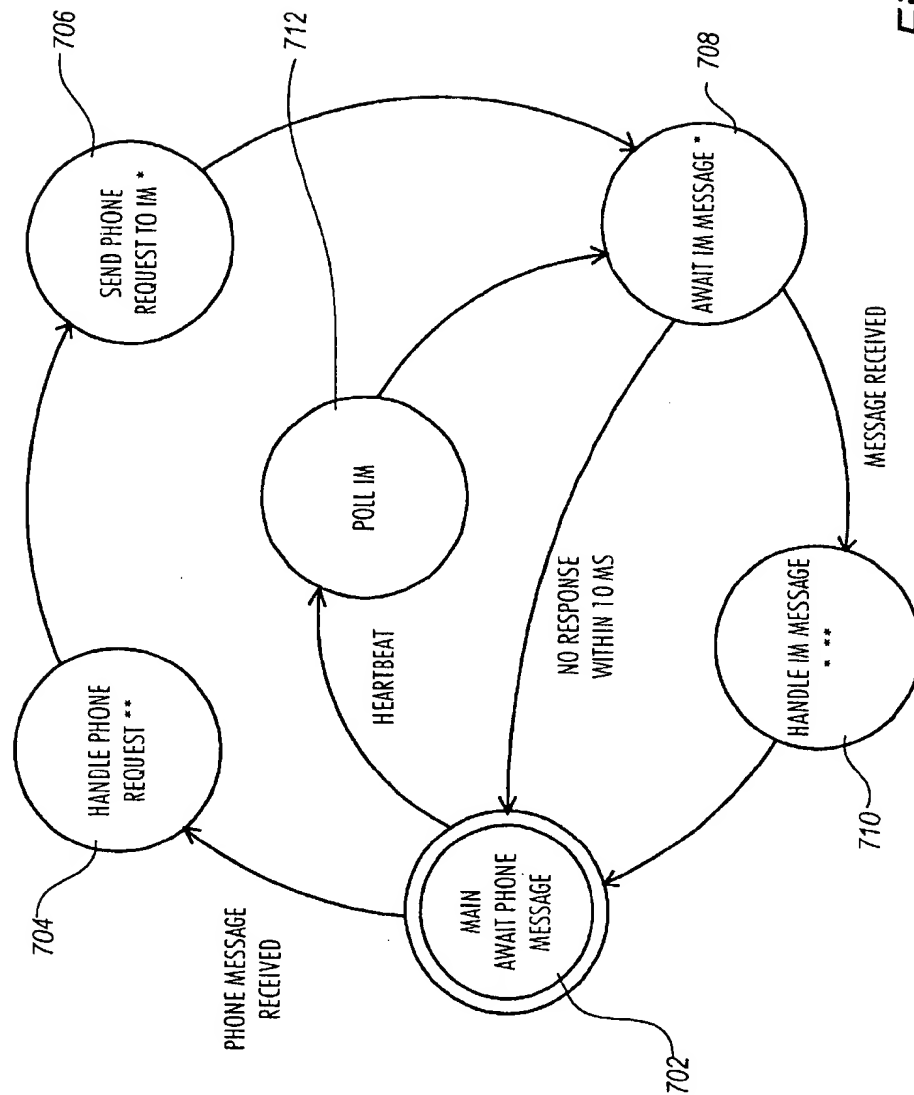 706
SEND PHONE
REQUEST TO IM *
712
HANDLE PHONE
REQUEST **
704
POLL IM
708
AWAIT IM MESSAGE *
HEARTBEAT
PHONE MESSAGE
RECEIVED
NO RESPONSE
WITHIN 10 MS
MESSAGE RECEIVED
MAIN
AWAIT PHONE
MESSAGE
HANDLE IM MESSAGE
* **
702
710